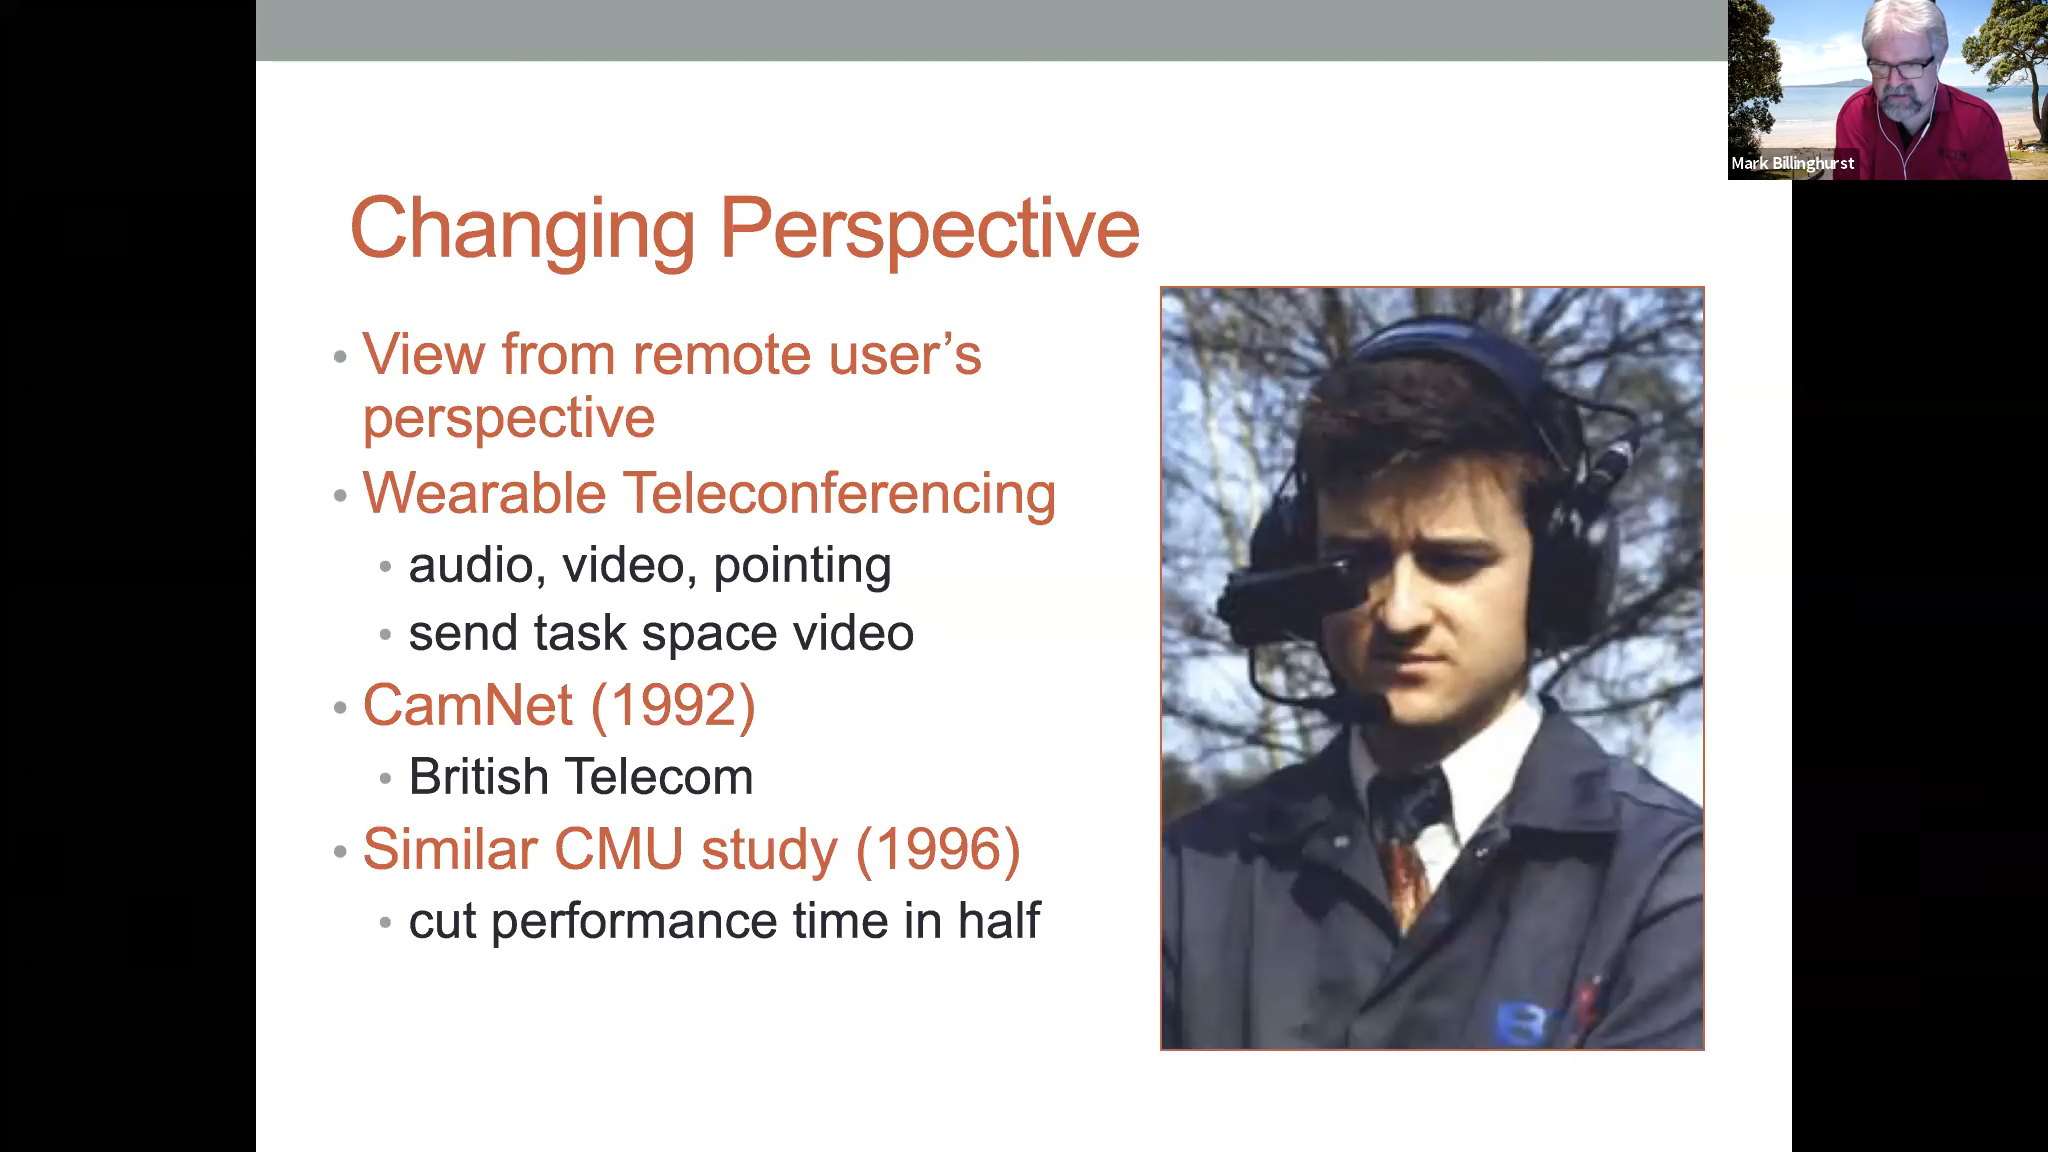 Mark Billinghurst
Changing Perspective
• View from remote user’s
perspective
• Wearable Teleconferencing
• audio, video, pointing
• send task space video
• CamNet (1992)
• British Telecom
• Similar CMU study (1996)
• cut performance time in half